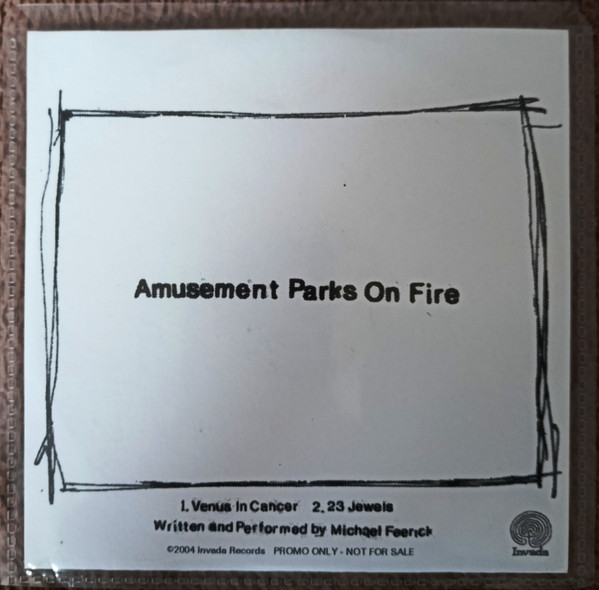 Amusement Parks On Fire
1. Venus In Cancer 2. 23 Jewels
Written and Performed by Michael Feerick
©2004 Invada Records PROMO ONLY - NOT FOR SALE
Invada